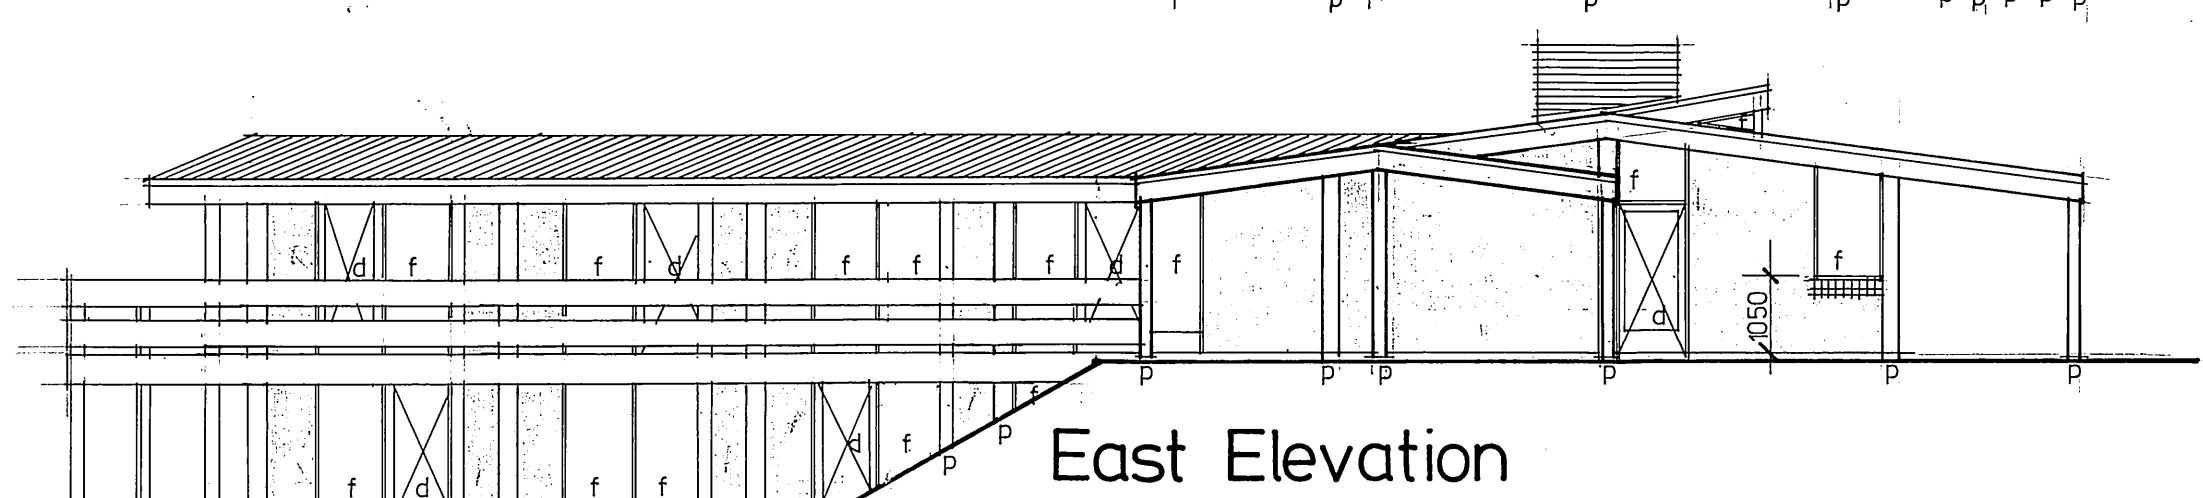 p p p p p p p p
f
f
d f f d f f f d f f
1050
d
p p p p p p
f
d f p
p
f d f f
East Elevation